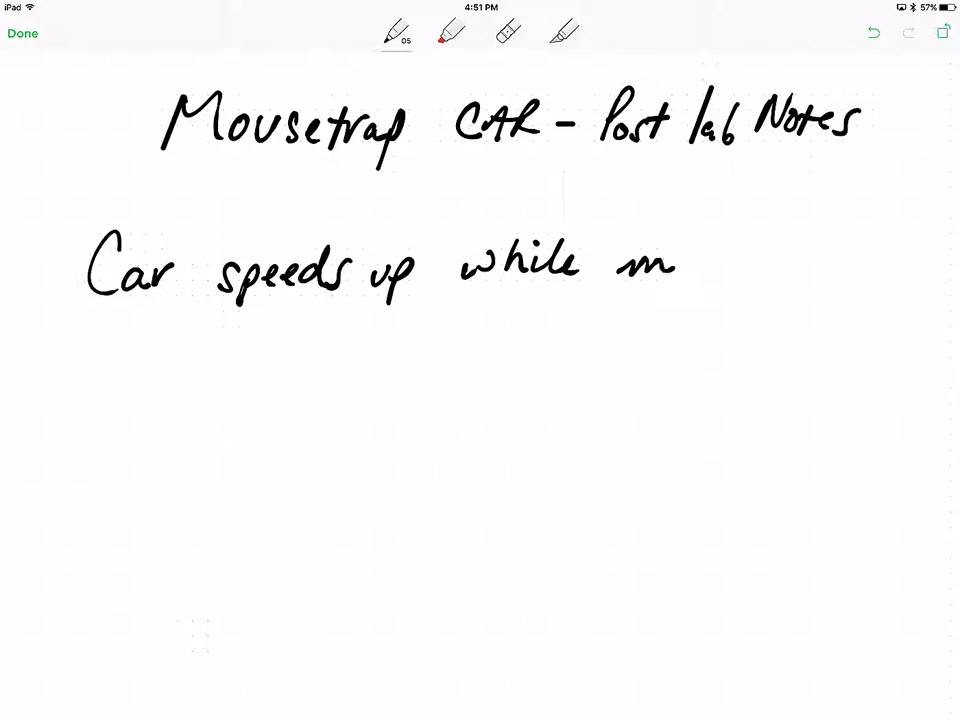 iPad 4:51 PM 57%
Done 05
Mousetrap CAR - Post lab Notes
Car speeds up while m